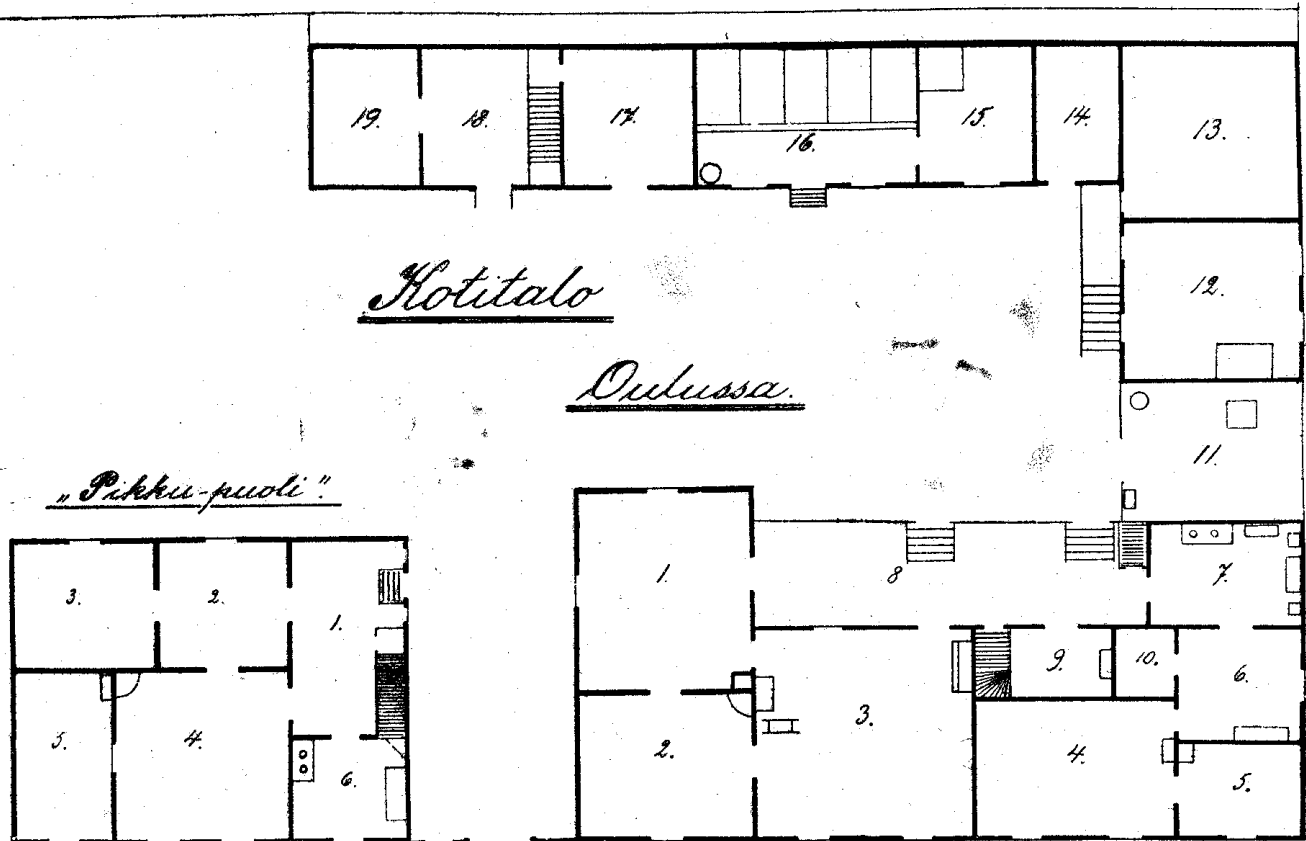 19. 18. 17. 16. 15. 14. 13.
12.
Kotitalo
Oulussa.
11.
„Pikku-puoli".
3. 2. 1.
5. 4. 6.
1. 8 7.
2. 3. 9. 10. 6.
4. 5.